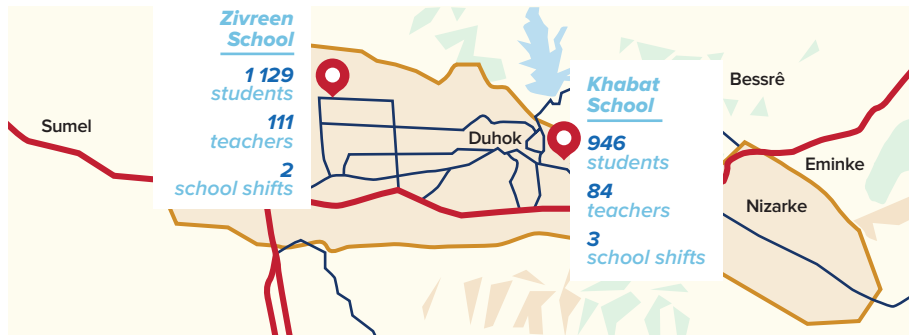 Zivreen
School
1 129
students
111
teachers
2
school shifts
Sumel
Duhok
Khabat
School
946
students
84
teachers
3
school shifts
Bessrê
Eminke
Nizarke